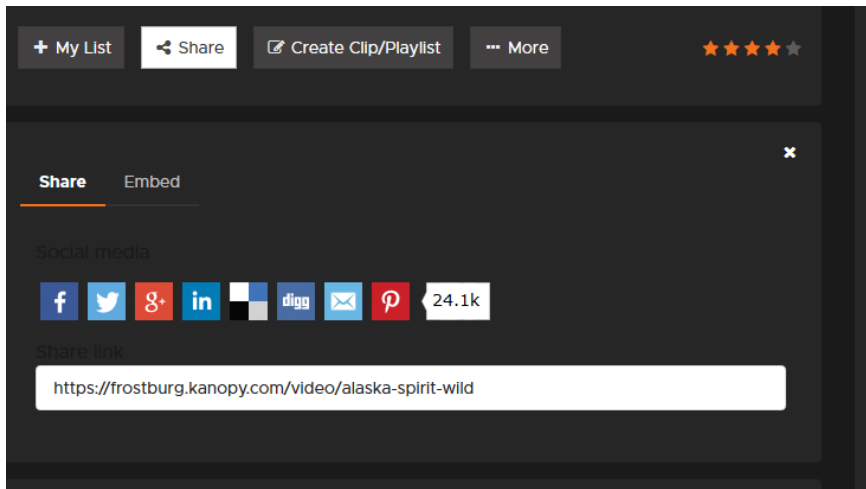 My List Share Create Clip/Playlist More
Share Embed
Social media
f g+ in digg 24.1k
Share link
https://frostburg.kanopy.com/video/alaska-spirit-wild